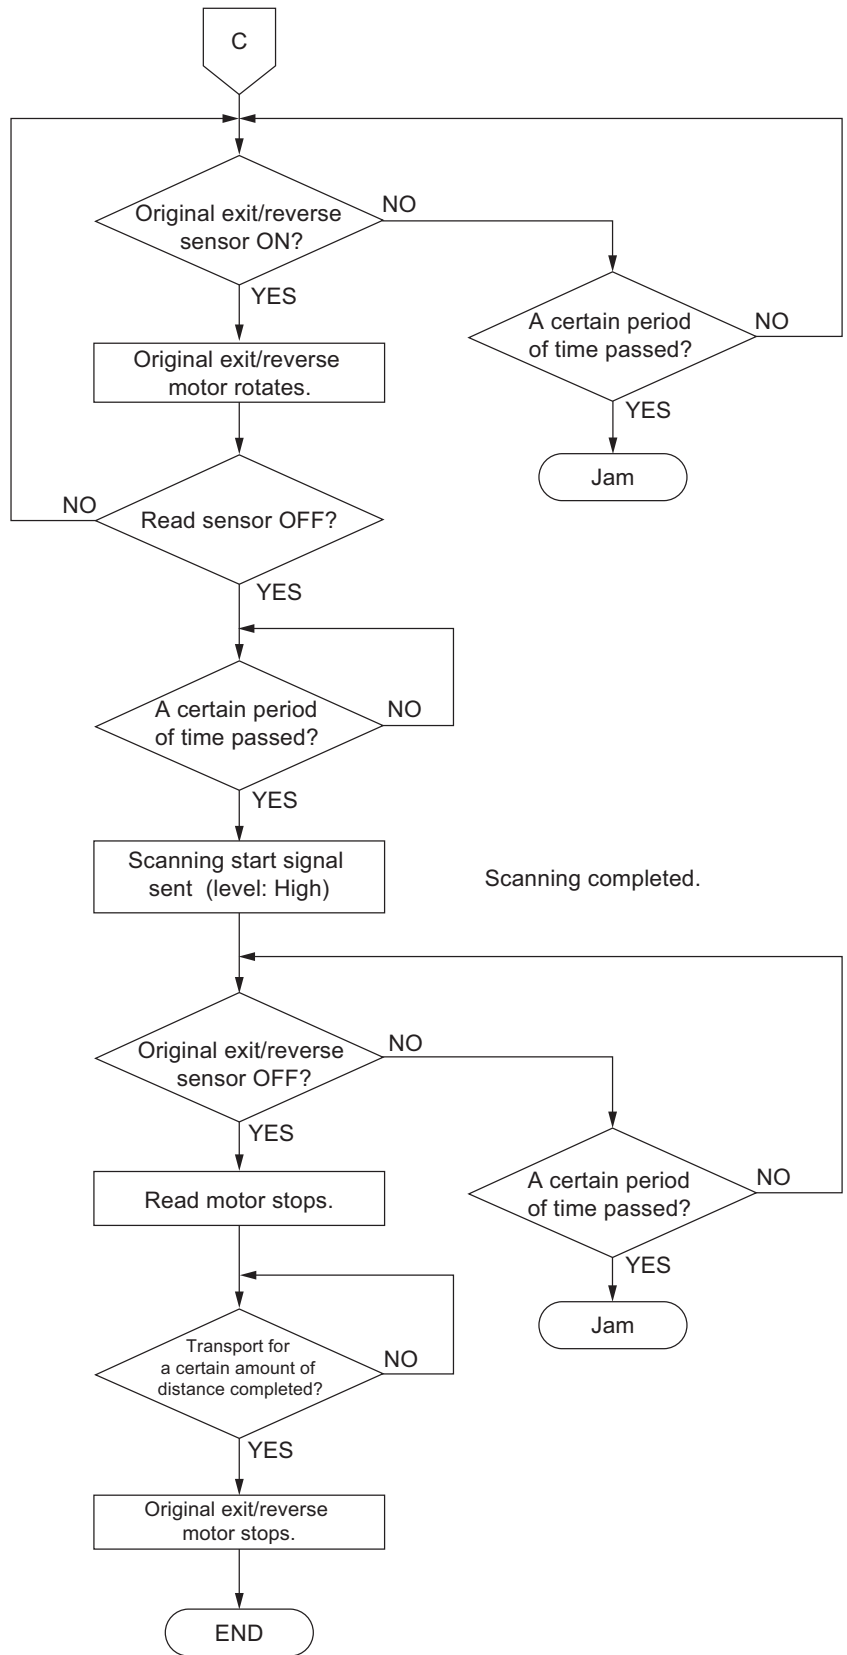 C
Original exit/reverse
sensor ON?
NO
YES
A certain period
of time passed?
NO
YES
Jam
Original exit/reverse
motor rotates.
NO
Read sensor OFF?
YES
A certain period
of time passed?
NO
YES
Scanning start signal
sent (level: High)
Scanning completed.
Original exit/reverse
sensor OFF?
NO
YES
A certain period
of time passed?
NO
YES
Jam
Read motor stops.
Transport for
a certain amount of
distance completed?
NO
YES
Original exit/reverse
motor stops.
END